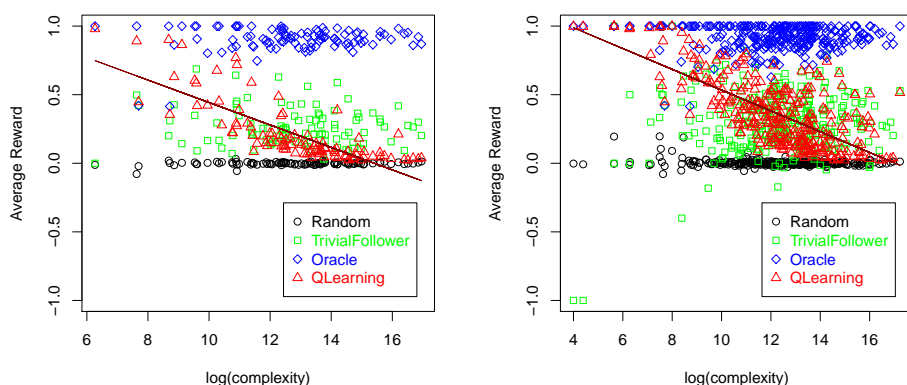 Average Reward
1.0
0.5
0.0
−0.5
−1.0
Random
TrivialFollower
Oracle
QLearning
6 8 10 12 14 16
log(complexity)
Average Reward
1.0
0.5
0.0
−0.5
−1.0
Random
TrivialFollower
Oracle
QLearning
4 6 8 10 12 14 16
log(complexity)